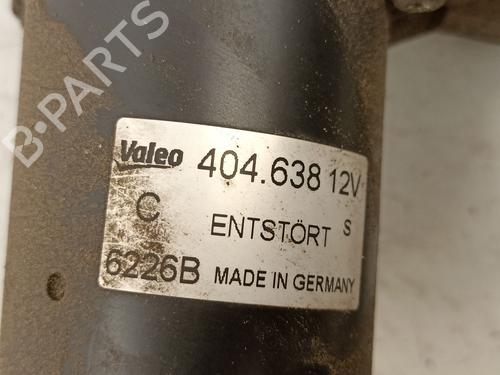 B-PARTS
Valeo 404.638 12V
C ENTSTÖRT S
6226B MADE IN GERMANY